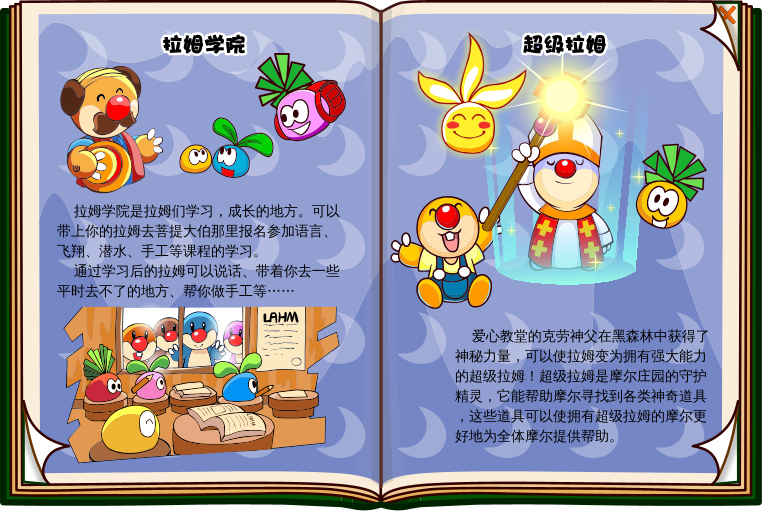 拉姆学院
拉姆学院是拉姆们学习，成长的地方。可以
带上你的拉姆去菩提大伯那里报名参加语言、
飞翔、潜水、手工等课程的学习。
通过学习后的拉姆可以说话、带着你去一些
平时去不了的地方、帮你做手工等……
LAHM
超级拉姆
爱心教堂的克劳神父在黑森林中获得了
神秘力量，可以使拉姆变为拥有强大能力
的超级拉姆！超级拉姆是摩尔庄园的守护
精灵，它能帮助摩尔寻找到各类神奇道具
，这些道具可以使拥有超级拉姆的摩尔更
好地为全体摩尔提供帮助。